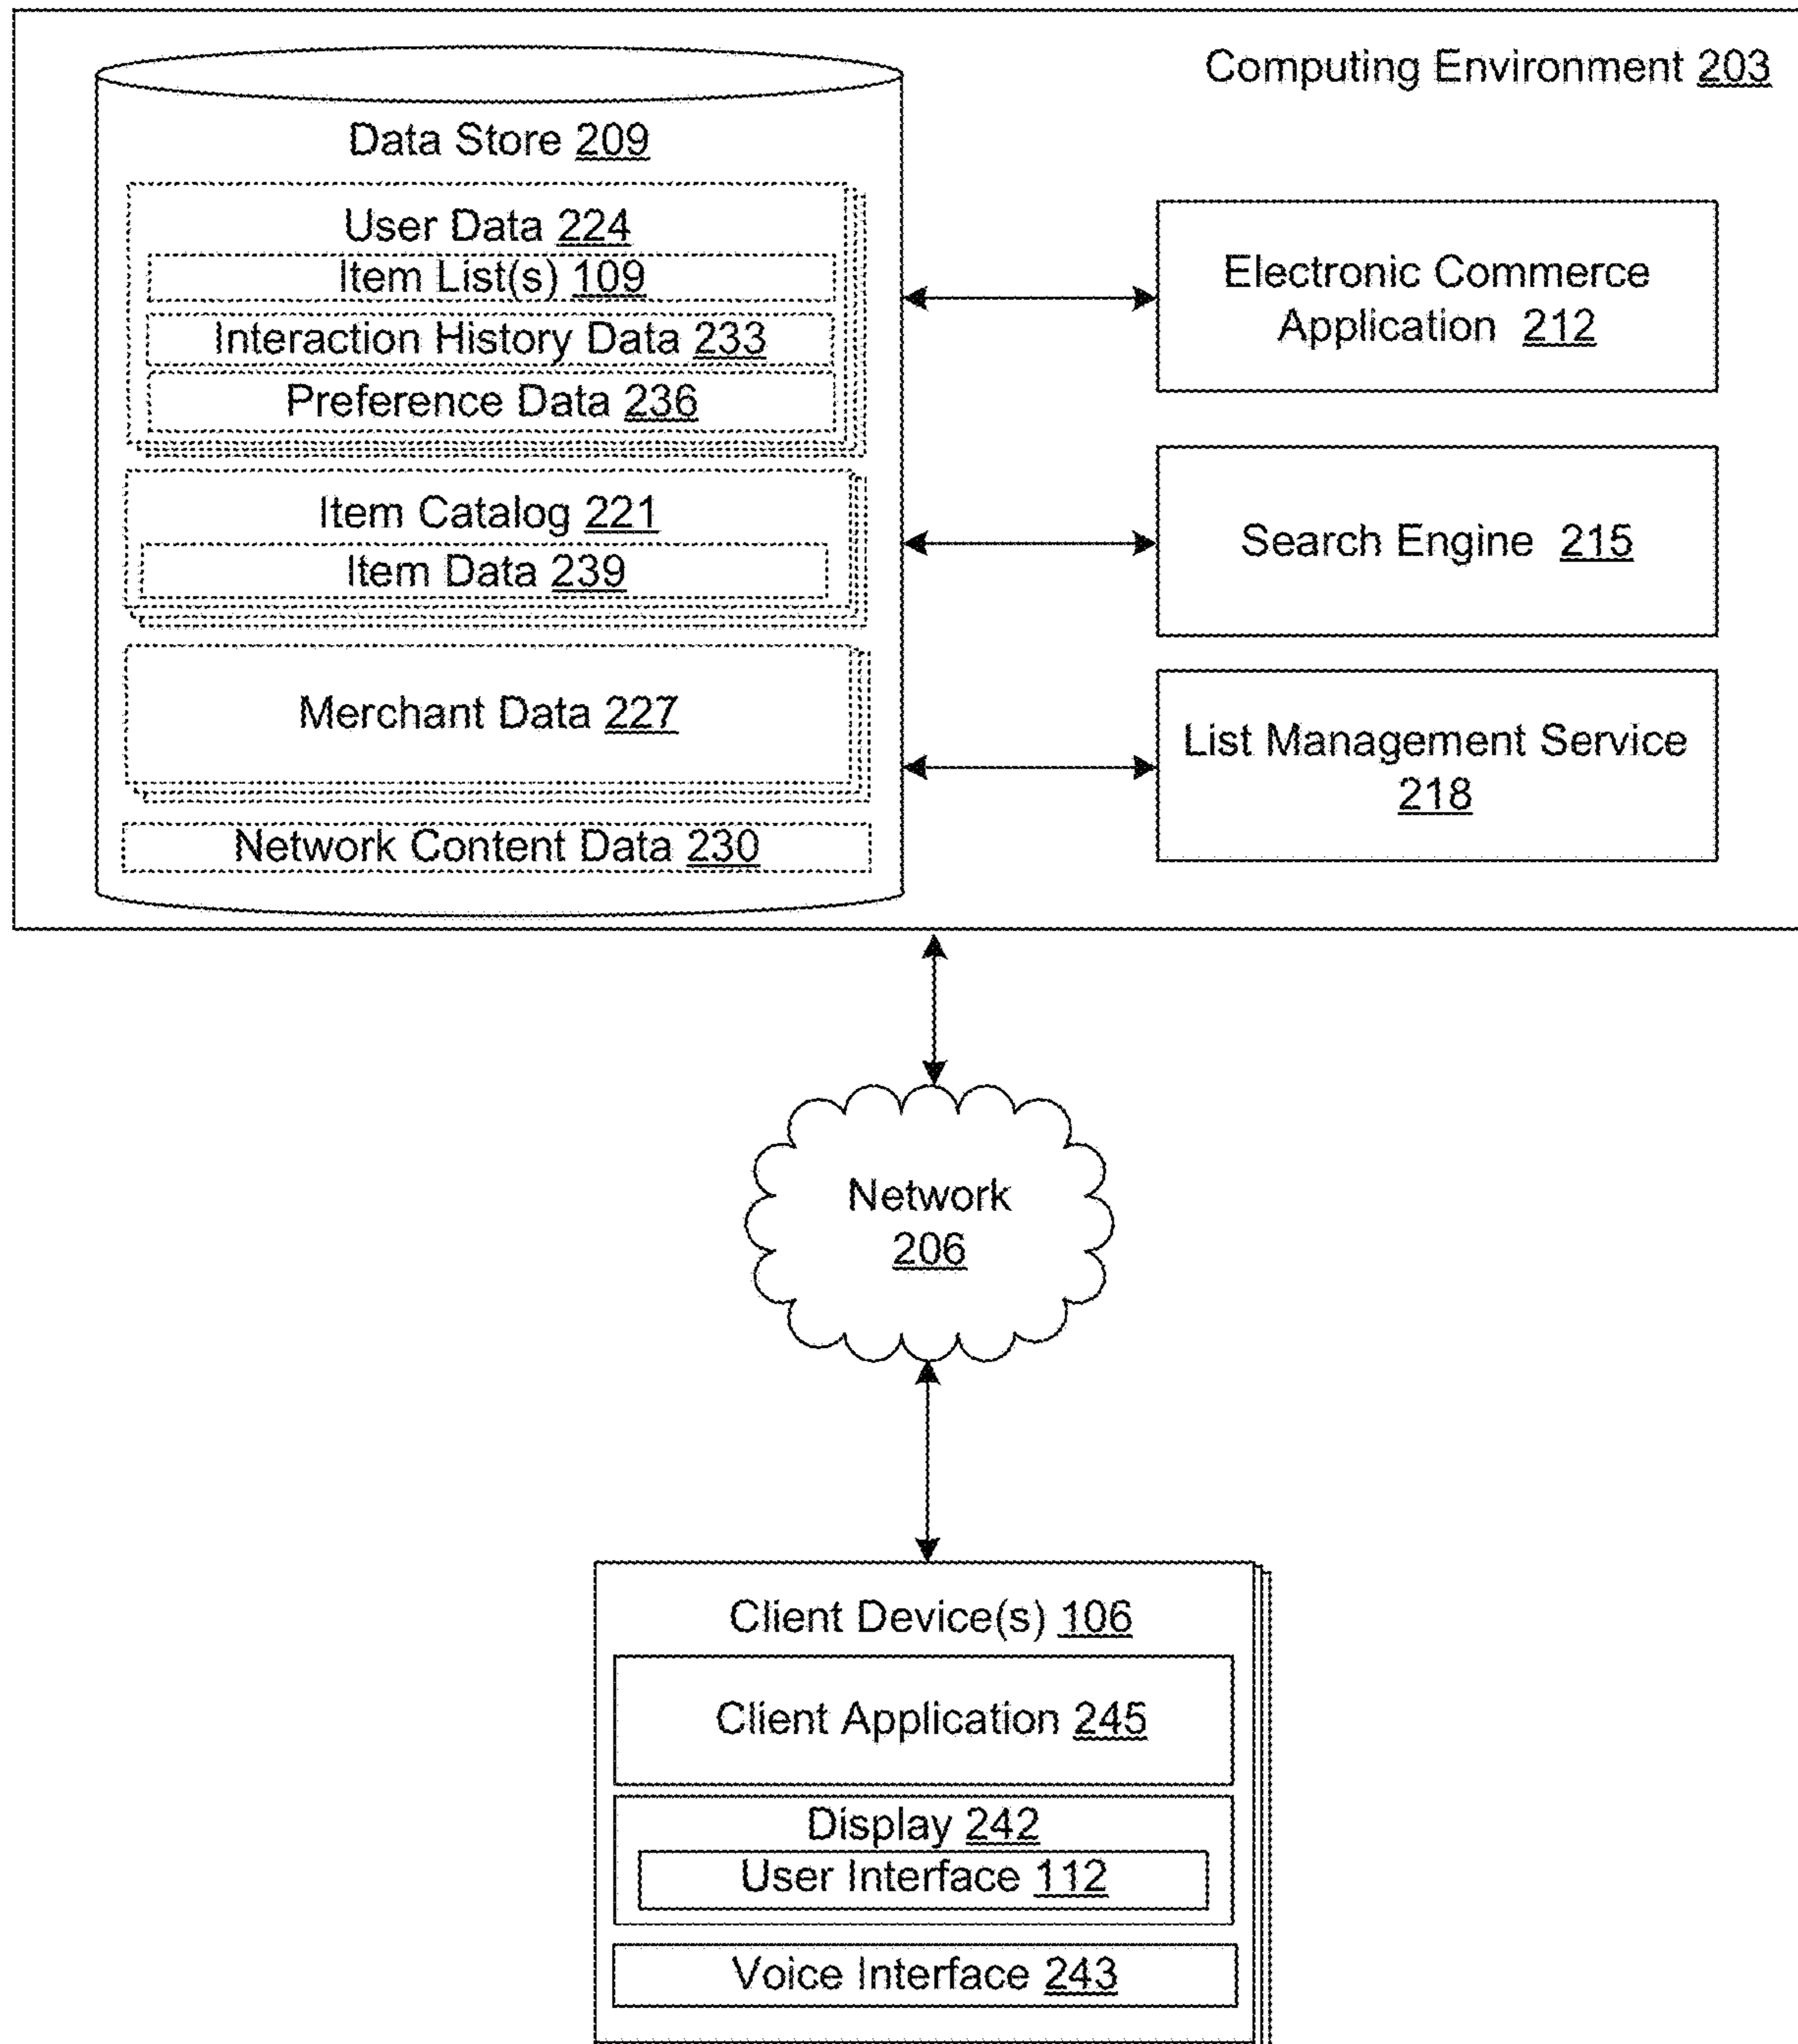 Computing Environment 203
Data Store 209
User Data 224
Item List(s) 109
Interaction History Data 233
Preference Data 236
Item Catalog 221
Item Data 239
Merchant Data 227
Network Content Data 230
Electronic Commerce
Application 212
Search Engine 215
List Management Service
218
Network
206
Client Device(s) 106
Client Application 245
Display 242
User Interface 112
Voice Interface 243